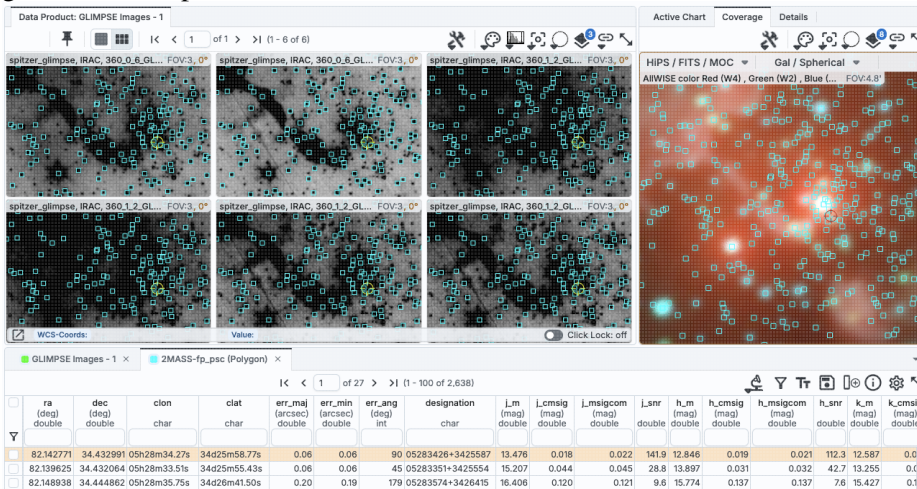 Data Product: GLIMPSE Images - 1
1 of 1 (1 - 6 of 6)
3
spitzer_glimpse, IRAC, 360_0_6_GL... FOV:3, 0°
spitzer_glimpse, IRAC, 360_0_6_GL... FOV:3, 0°
spitzer_glimpse, IRAC, 360_1_2_GL... FOV:3, 0°
spitzer_glimpse, IRAC, 360_1_2_GL... FOV:3, 0°
spitzer_glimpse, IRAC, 360_1_2_GL... FOV:3, 0°
spitzer_glimpse, IRAC, 360_1_2_GL... FOV:3, 0°
WCS-Coords: Value: Click Lock: off
Active Chart Coverage Details
8
HiPS / FITS / MOC Gal / Spherical
AllWISE color Red (W4) , Green (W2) , Blue (... FOV:4.8'
GLIMPSE Images - 1 × 2MASS-fp_psc (Polygon) ×
1 of 27 (1 - 100 of 2,638)
ra dec clon clat err_maj err_min err_ang designation j_m j_cmsig j_msigcom j_snr h_m h_cmsig h_msigcom h_snr k_m k_cmsig
(deg) (deg) (arcsec) (arcsec) (deg) (mag) (mag) (mag) (mag) (mag) (mag) (mag)
double double char char double double int char double double double double double double double double double
82.142771 34.432991 05h28m34.27s 34d25m58.77s 0.06 0.06 90 05283426+3425587 13.476 0.018 0.022 141.9 12.846 0.019 0.021 112.3 12.587
82.139625 34.432064 05h28m33.51s 34d25m55.43s 0.06 0.06 45 05283351+3425554 15.207 0.044 0.045 28.8 13.897 0.031 0.032 42.7 13.255
82.148938 34.444862 05h28m35.75s 34d26m41.50s 0.20 0.19 179 05283574+3426415 16.406 0.120 0.121 9.6 15.774 0.137 0.137 7.6 15.427